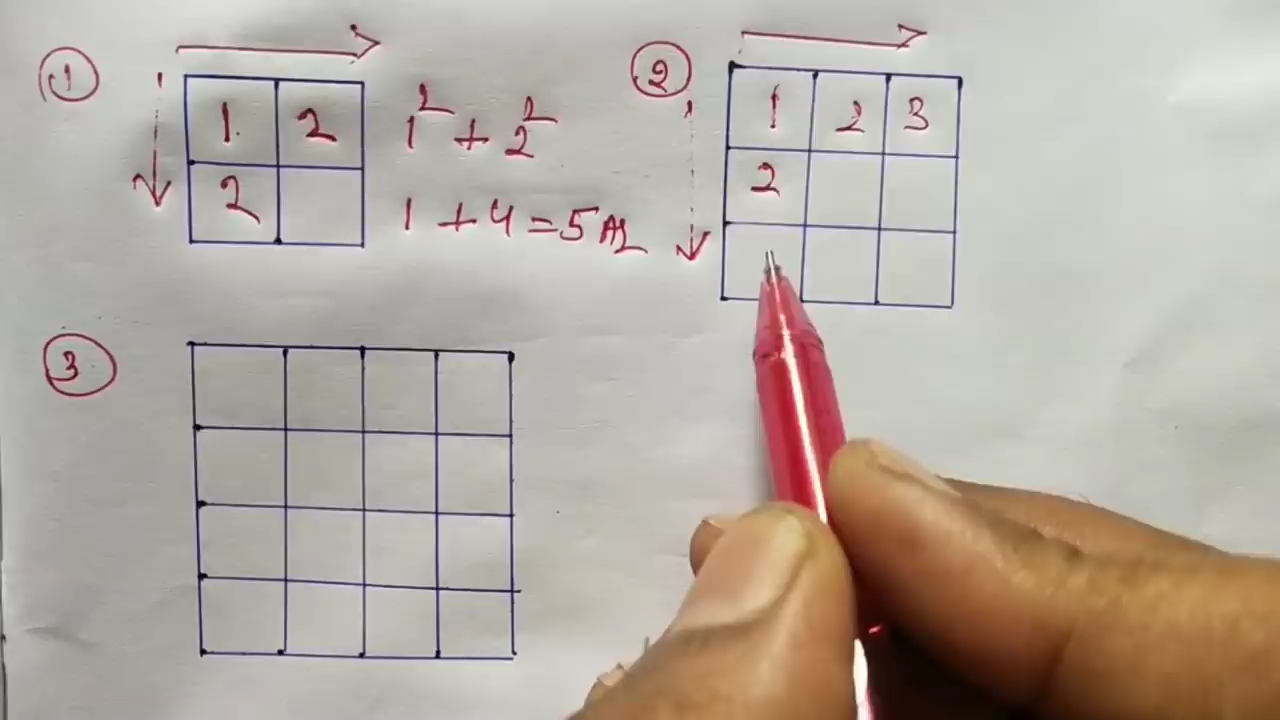 ①
1. 2
2
1² + 2²
1 + 4 = 5 Ans
②
1 2 3
2
③